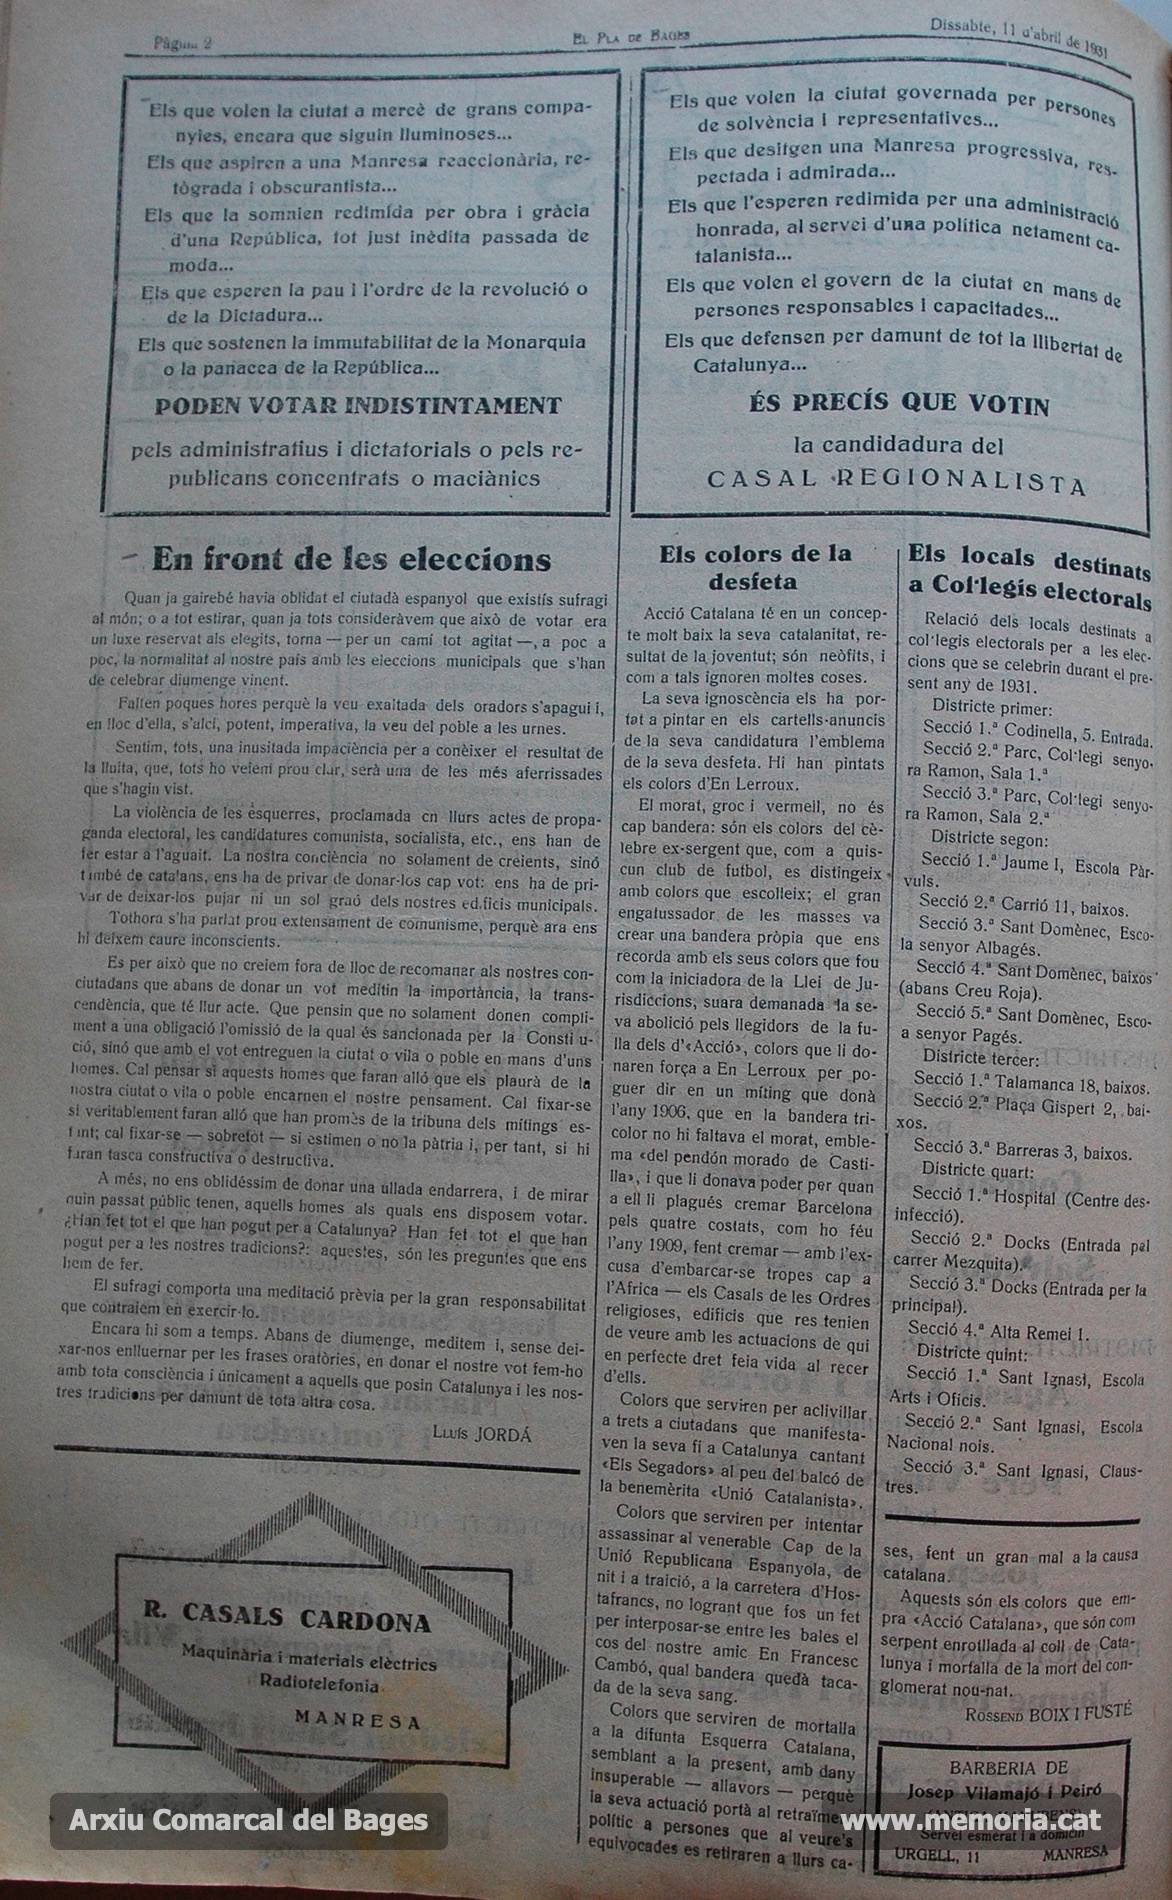 Pàgina 2
EL PLA DE BAGES
Dissabte, 11 d'abril de 1931
Els que volen la ciutat a mercè de grans compa-
nyies, encara que siguin lluminoses...
Els que aspiren a una Manresa reaccionària, re-
tògrada i obscurantista...
Els que la somnien redimida per obra i gràcia
d'una República, tot just inèdita passada de
moda...
Els que esperen la pau i l'ordre de la revolució o
de la Dictadura...
Els que sostenen la immutabilitat de la Monarquia
o la panacea de la República...
PODEN VOTAR INDISTINTAMENT
pels administratius i dictatorials o pels re-
publicans concentrats o maciànics
Els que volen la ciutat governada per persones
de solvència i representatives...
Els que desitgen una Manresa progressiva, res-
pectada i admirada...
Els que l'esperen redimida per una administració
honrada, al servei d'una política netament ca-
talanista...
Els que volen el govern de la ciutat en mans de
persones responsables i capacitades...
Els que defensen per damunt de tot la llibertat de
Catalunya...
ÉS PRECÍS QUE VOTIN
la candidadura del
CASAL REGIONALISTA
En front de les eleccions
Quan ja gairebé havia oblidat el ciutadà espanyol que existís sufragi
al món; o a tot estirar, quan ja tots consideràvem que això de votar era
un luxe reservat als elegits, torna — per un camí tot agitat —, a poc a
poc, la normalitat al nostre país amb les eleccions municipals que s'han
de celebrar diumenge vinent.
Falten poques hores perquè la veu exaltada dels oradors s'apagui i,
en lloc d'ella, s'alci, potent, imperativa, la veu del poble a les urnes.
Sentim, tots, una inusitada impaciència per a conèixer el resultat de
la lluita, que, tots ho veiem prou clar, serà una de les més aferrissades
que s'hagin vist.
La violència de les esquerres, proclamada en llurs actes de propa-
ganda electoral, les candidatures comunista, socialista, etc., ens han de
fer estar a l'aguait. La nostra conciència no solament de creients, sinó
també de catalans, ens ha de privar de donar-los cap vot: ens ha de pri-
var de deixar-los pujar ni un sol graó dels nostres edificis municipals.
Tothora s'ha parlat prou extensament de comunisme, perquè ara ens
hi deixem caure inconscients.
Es per això que no creiem fora de lloc de recomanar als nostres con-
ciutadans que abans de donar un vot meditin la importància, la trans-
cendència, que té llur acte. Que pensin que no solament donen compli-
ment a una obligació l'omissió de la qual és sancionada per la Consti u-
ció, sinó que amb el vot entreguen la ciutat o vila o poble en mans d'uns
homes. Cal pensar si aquests homes que faran alló que els plaurà de la
nostra ciutat o vila o poble encarnen el nostre pensament. Cal fixar-se
si veritablement faran allò que han promès de la tribuna dels mítings es-
tant; cal fixar-se — sobretot — si estimen o no la pàtria i, per tant, si hi
faran tasca constructiva o destructiva.
A més, no ens oblidéssim de donar una ullada endarrera, i de mirar
quin passat públic tenen, aquells homes als quals ens disposem votar.
¿Han fet tot el que han pogut per a Catalunya? Han fet tot el que han
pogut per a les nostres tradicions?: aquestes, són les preguntes que ens
hem de fer.
El sufragi comporta una meditació prèvia per la gran responsabilitat
que contraiem en exercir-lo.
Encara hi som a temps. Abans de diumenge, meditem i, sense dei-
xar-nos enlluernar per les frases oratòries, en donar el nostre vot fem-ho
amb tota consciència i únicament a aquells que posin Catalunya i les nos-
tres tradicions per damunt de tota altra cosa.
Lluís JORDÁ
R. CASALS CARDONA
Maquinària i materials elèctrics
Radiotelefonia
MANRESA
Els colors de la
desfeta
Acció Catalana té en un concep-
te molt baix la seva catalanitat, re-
sultat de la joventut; són neòfits, i
com a tals ignoren moltes coses.
La seva ignoscència els ha por-
tat a pintar en els cartells-anuncis
de la seva candidatura l'emblema
de la seva desfeta. Hi han pintats
els colors d'En Lerroux.
El morat, groc i vermell, no és
cap bandera: són els colors del cè-
lebre ex-sergent que, com a quis-
cun club de futbol, es distingeix
amb colors que escolleix; el gran
engatussador de les masses va
crear una bandera pròpia que ens
recorda amb els seus colors que fou
com la iniciadora de la Llei de Ju-
risdiccions, suara demanada la se-
va abolició pels llegidors de la fu-
lla dels d'«Acció», colors que li do-
naren força a En Lerroux per po-
guer dir en un míting que donà
l'any 1906, que en la bandera tri-
color no hi faltava el morat, emble-
ma «del pendón morado de Casti-
lla», i que li donava poder per quan
a ell li plagués cremar Barcelona
pels quatre costats, com ho féu
l'any 1909, fent cremar — amb l'ex-
cusa d'embarcar-se tropes cap a
l'Africa — els Casals de les Ordres
religioses, edificis que res tenien
de veure amb les actuacions de qui
en perfecte dret feia vida al recer
d'ells.
Colors que serviren per aclivillar
a trets a ciutadans que manifesta-
ven la seva fi a Catalunya cantant
«Els Segadors» al peu del balcó de
la benemèrita «Unió Catalanista».
Colors que serviren per intentar
assassinar al venerable Cap de la
Unió Republicana Espanyola, de
nit i a traició, a la carretera d'Hos-
tafrancs, no logrant que fos un fet
per interposar-se entre les bales el
cos del nostre amic En Francesc
Cambó, qual bandera quedà taca-
da de la seva sang.
Colors que serviren de mortalla
a la difunta Esquerra Catalana,
semblant a la present, amb dany
insuperable — allavors — perquè
la seva actuació portà al retraïment
polític a persones que al veure's
equivocades es retiraren a llurs ca-
Els locals destinats
a Col·legis electorals
Relació dels locals destinats a
col·legis electorals per a les elec-
cions que se celebrin durant el pre-
sent any de 1931.
Districte primer:
Secció 1.ª Codinella, 5. Entrada.
Secció 2.ª Parc, Col·legi senyo-
ra Ramon, Sala 1.ª
Secció 3.ª Parc, Col·legi senyo-
ra Ramon, Sala 2.ª
Districte segon:
Secció 1.ª Jaume I, Escola Pàr-
vuls.
Secció 2.ª Carrió 11, baixos.
Secció 3.ª Sant Domènec, Esco-
la senyor Albagés.
Secció 4.ª Sant Domènec, baixos
(abans Creu Roja).
Secció 5.ª Sant Domènec, Esco-
a senyor Pagés.
Districte tercer:
Secció 1.ª Talamanca 18, baixos.
Secció 2.ª Plaça Gispert 2, bai-
xos.
Secció 3.ª Barreras 3, baixos.
Districte quart:
Secció 1.ª Hospital (Centre des-
infecció).
Secció 2.ª Docks (Entrada pel
carrer Mezquita).
Secció 3.ª Docks (Entrada per la
principal).
Secció 4.ª Alta Remei 1.
Districte quint:
Secció 1.ª Sant Ignasi, Escola
Arts i Oficis.
Secció 2.ª Sant Ignasi, Escola
Nacional nois.
Secció 3.ª Sant Ignasi, Claus-
tres.
ses, fent un gran mal a la causa
catalana.
Aquests són els colors que em-
pra «Acció Catalana», que són com
serpent enrotllada al coll de Cata-
lunya i mortalla de la mort del con-
glomerat nou-nat.
ROSSEND BOIX I FUSTÉ
BARBERIA DE
Josep Vilamajó i Peiró
Servei esmerat i a domicili
URGELL, 11 MANRESA
Arxiu Comarcal del Bages
www.memoria.cat